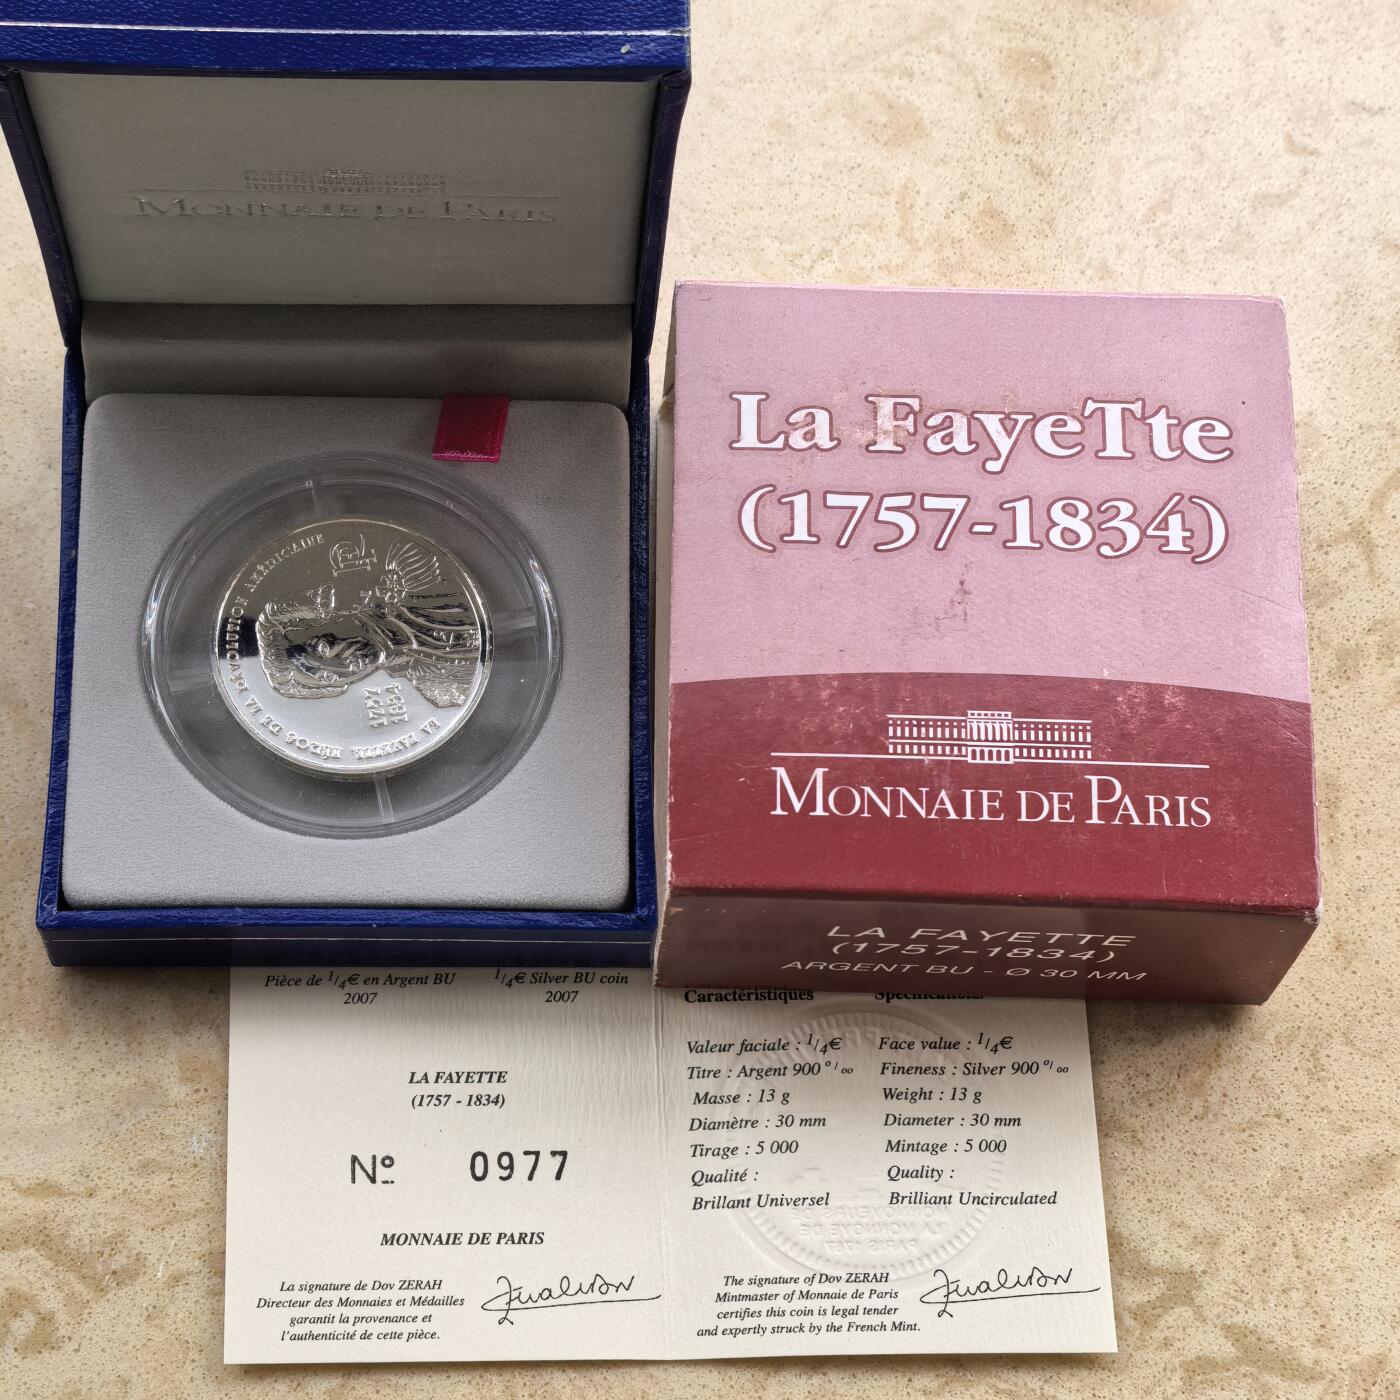 MONNAIE DE PARIS
LA FAYETTE, HÉROS DE LA RÉVOLUTION AMÉRICAINE
1757
1834
La FayeTte
(1757-1834)
MONNAIE DE PARIS
LA FAYETTE
(1757-1834)
ARGENT BU - Ø 30 MM
Pièce de 1/4€ en Argent BU
2007
1/4€ Silver BU coin
2007
LA FAYETTE
(1757 - 1834)
Nº 0977
MONNAIE DE PARIS
La signature de Dov ZERAH
Directeur des Monnaies et Médailles
garantit la provenance et
l'authenticité de cette pièce.
Caractéristiques
Valeur faciale : 1/4€
Titre : Argent 900 º/ºº
Masse : 13 g
Diamètre : 30 mm
Tirage : 5 000
Qualité :
Brillant Universel
Specifications
Face value : 1/4€
Fineness : Silver 900 º/ºº
Weight : 13 g
Diameter : 30 mm
Mintage : 5 000
Quality :
Brilliant Uncirculated
The signature of Dov ZERAH
Mintmaster of Monnaie de Paris
certifies this coin is legal tender
and expertly struck by the French Mint.